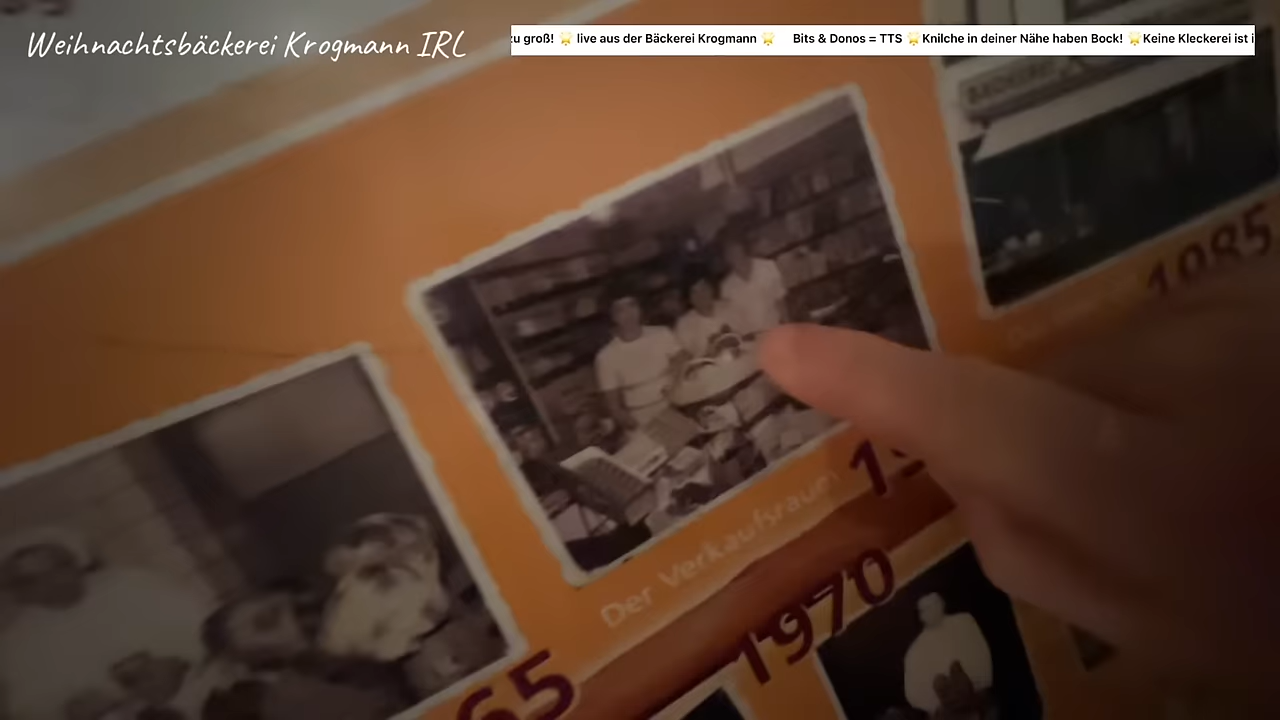 Weihnachtsbäckerei Krogmann IRL
zu groß! 🌟 live aus der Bäckerei Krogmann 🌟 Bits & Donos = TTS 🌟Knilche in deiner Nähe haben Bock! 🌟Keine Kleckerei ist i
BÄCKEREI
1985
Der Verkaufsraum
1970
65